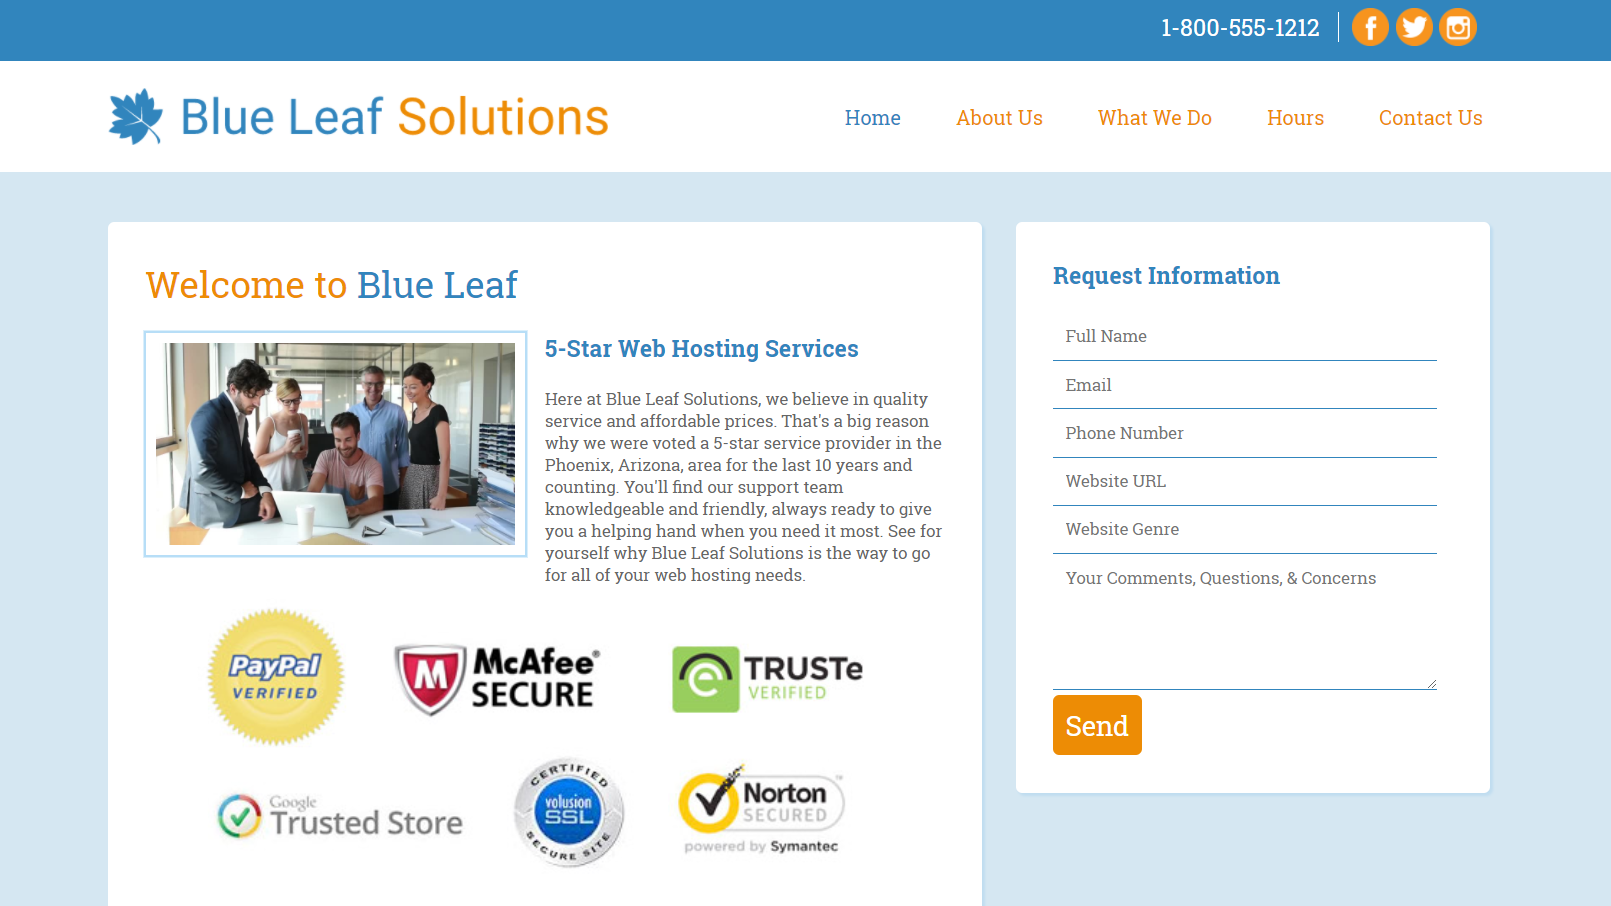 1-800-555-1212
Blue Leaf Solutions
Home
About Us
What We Do
Hours
Contact Us
Welcome to Blue Leaf
5-Star Web Hosting Services
Here at Blue Leaf Solutions, we believe in quality
service and affordable prices. That's a big reason
why we were voted a 5-star service provider in the
Phoenix, Arizona, area for the last 10 years and
counting. You'll find our support team
knowledgeable and friendly, always ready to give
you a helping hand when you need it most. See for
yourself why Blue Leaf Solutions is the way to go
for all of your web hosting needs.
PayPal
VERIFIED
McAfee®
SECURE
TRUSTe
VERIFIED
Google
Trusted Store
CERTIFIED
volusion
SSL
SECURE SITE
Norton™
SECURED
powered by Symantec
Request Information
Full Name
Email
Phone Number
Website URL
Website Genre
Your Comments, Questions, & Concerns
Send